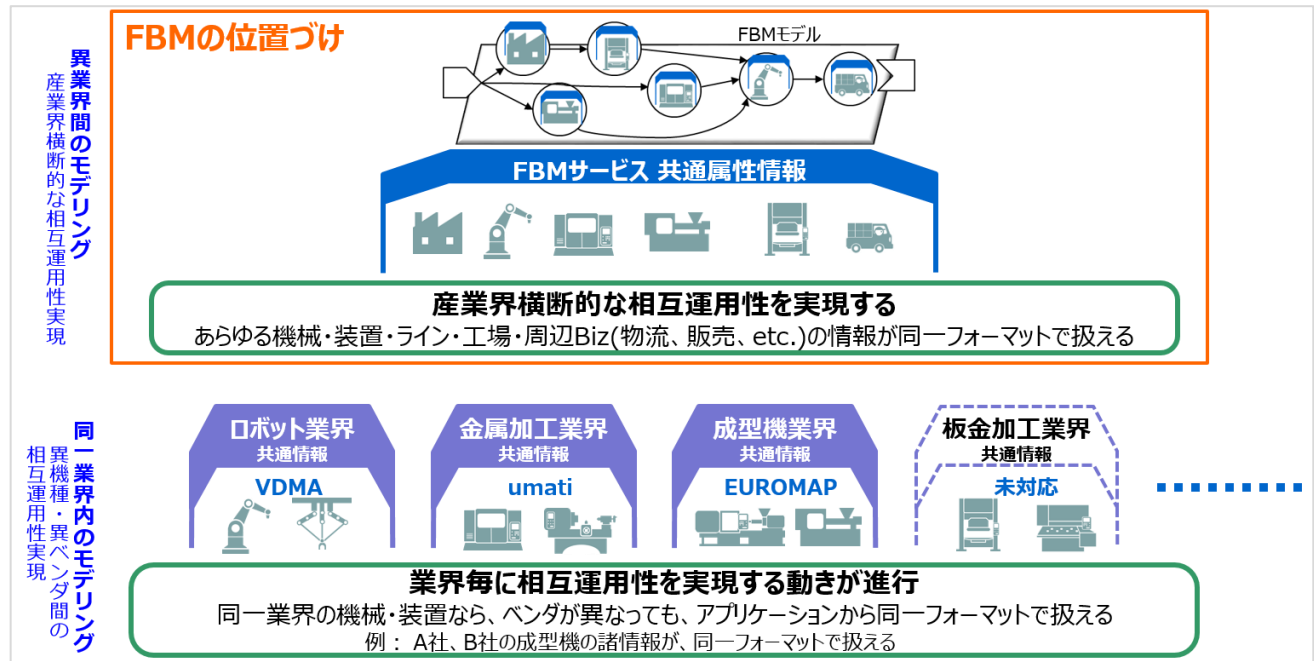 FBMの位置づけ
FBMモデル
異業界間のモデリング
産業界横断的な相互運用性実現
FBMサービス 共通属性情報
産業界横断的な相互運用性を実現する
あらゆる機械・装置・ライン・工場・周辺Biz(物流、販売、etc.)の情報が同一フォーマットで扱える
同一業界内のモデリング
異機種・異ベンダ間の
相互運用性実現
ロボット業界
共通情報
VDMA
金属加工業界
共通情報
umati
成型機業界
共通情報
EUROMAP
板金加工業界
共通情報
未対応
業界毎に相互運用性を実現する動きが進行
同一業界の機械・装置なら、ベンダが異なっても、アプリケーションから同一フォーマットで扱える
例： A社、B社の成型機の諸情報が、同一フォーマットで扱える